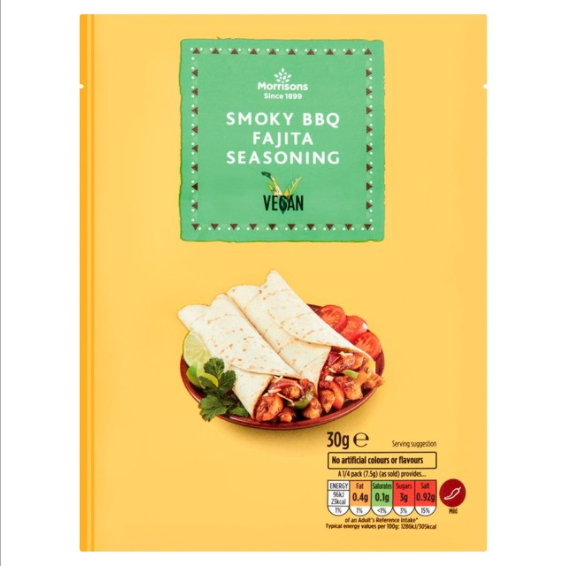 Morrisons
Since 1899
SMOKY BBQ
FAJITA
SEASONING
VEGAN
30g e
Serving suggestion
No artificial colours or flavours
A 1/4 pack (7.5g) (as sold) provides...
ENERGY Fat Saturates Sugars Salt
96kJ
23kcal 0.4g 0.1g 3g 0.92g
1% 1% <1% 3% 15%
of an Adult's Reference Intake*
Typical energy values per 100g: 1286kJ/305kcal
Mild